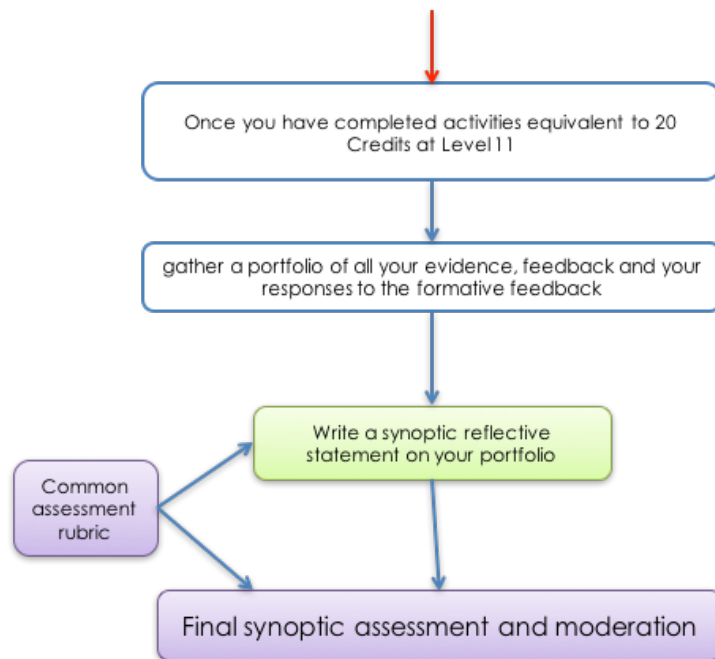 Once you have completed activities equivalent to 20
Credits at Level 11
gather a portfolio of all your evidence, feedback and your
responses to the formative feedback
Write a synoptic reflective
statement on your portfolio
Common
assessment
rubric
Final synoptic assessment and moderation